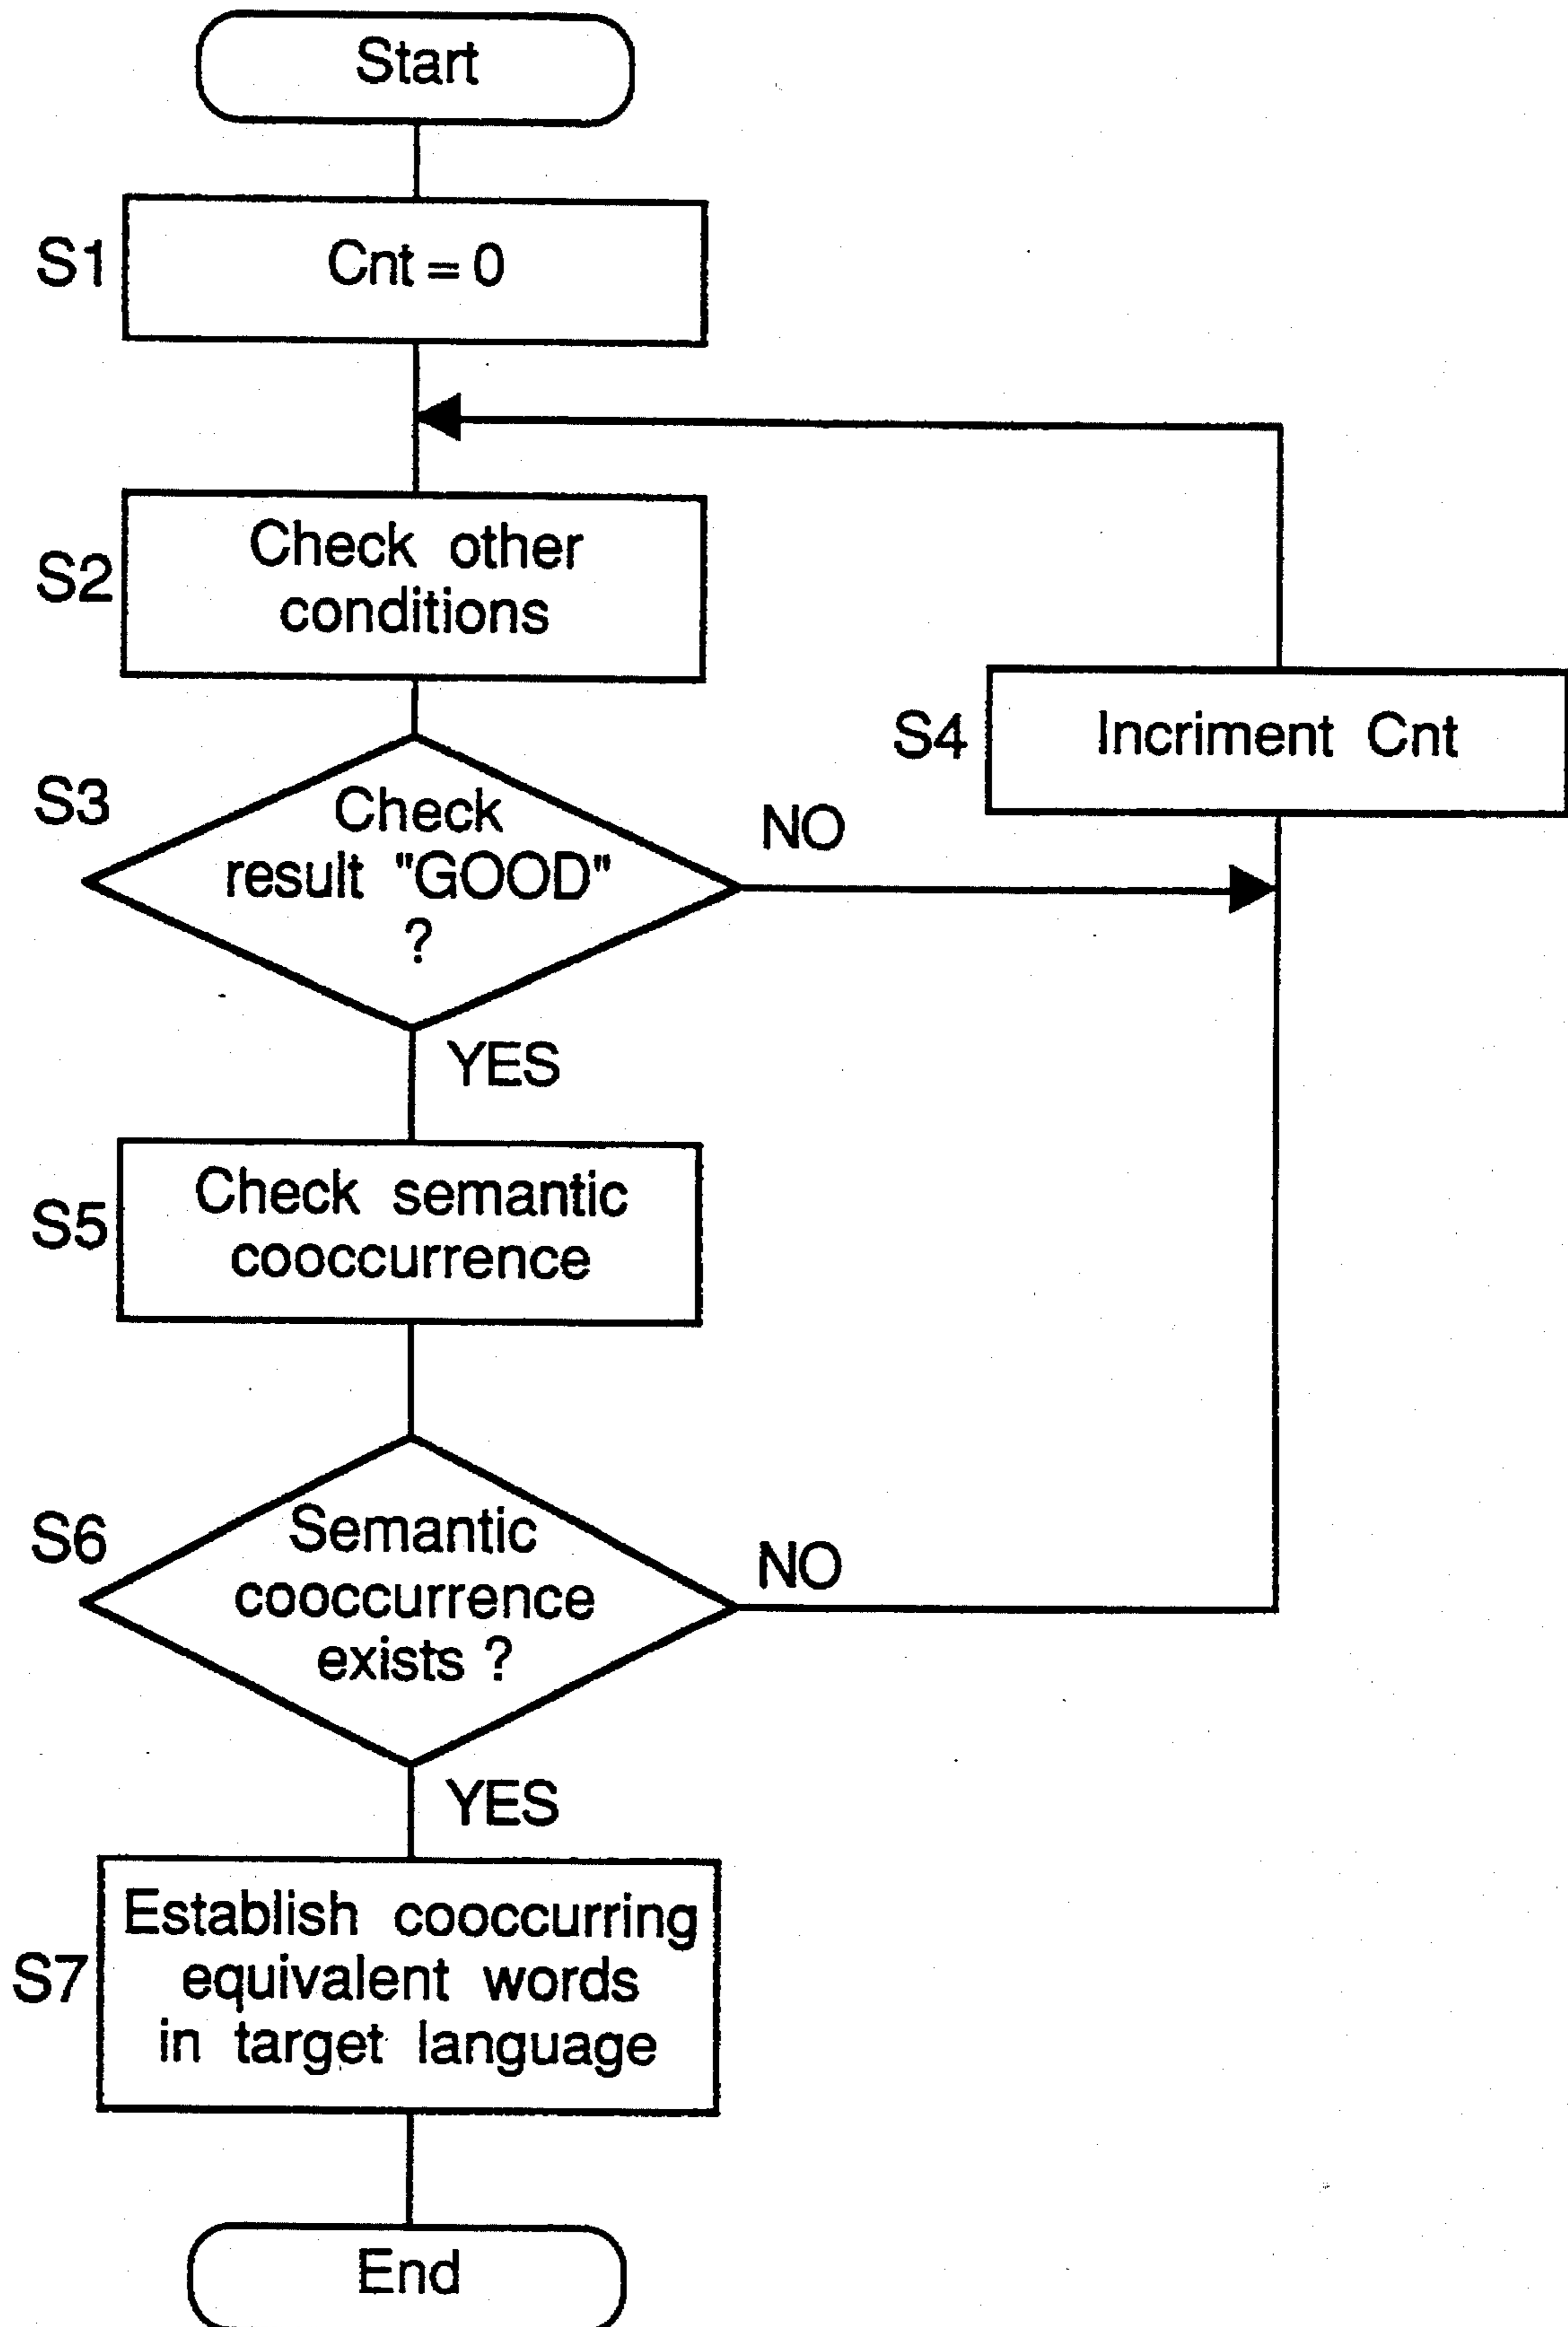 Start
S1
Cnt = 0
S2
Check other
conditions
S4
Incriment Cnt
S3
Check
result "GOOD"
?
NO
YES
S5
Check semantic
cooccurrence
S6
Semantic
cooccurrence
exists ?
NO
YES
S7
Establish cooccurring
equivalent words
in target language
End